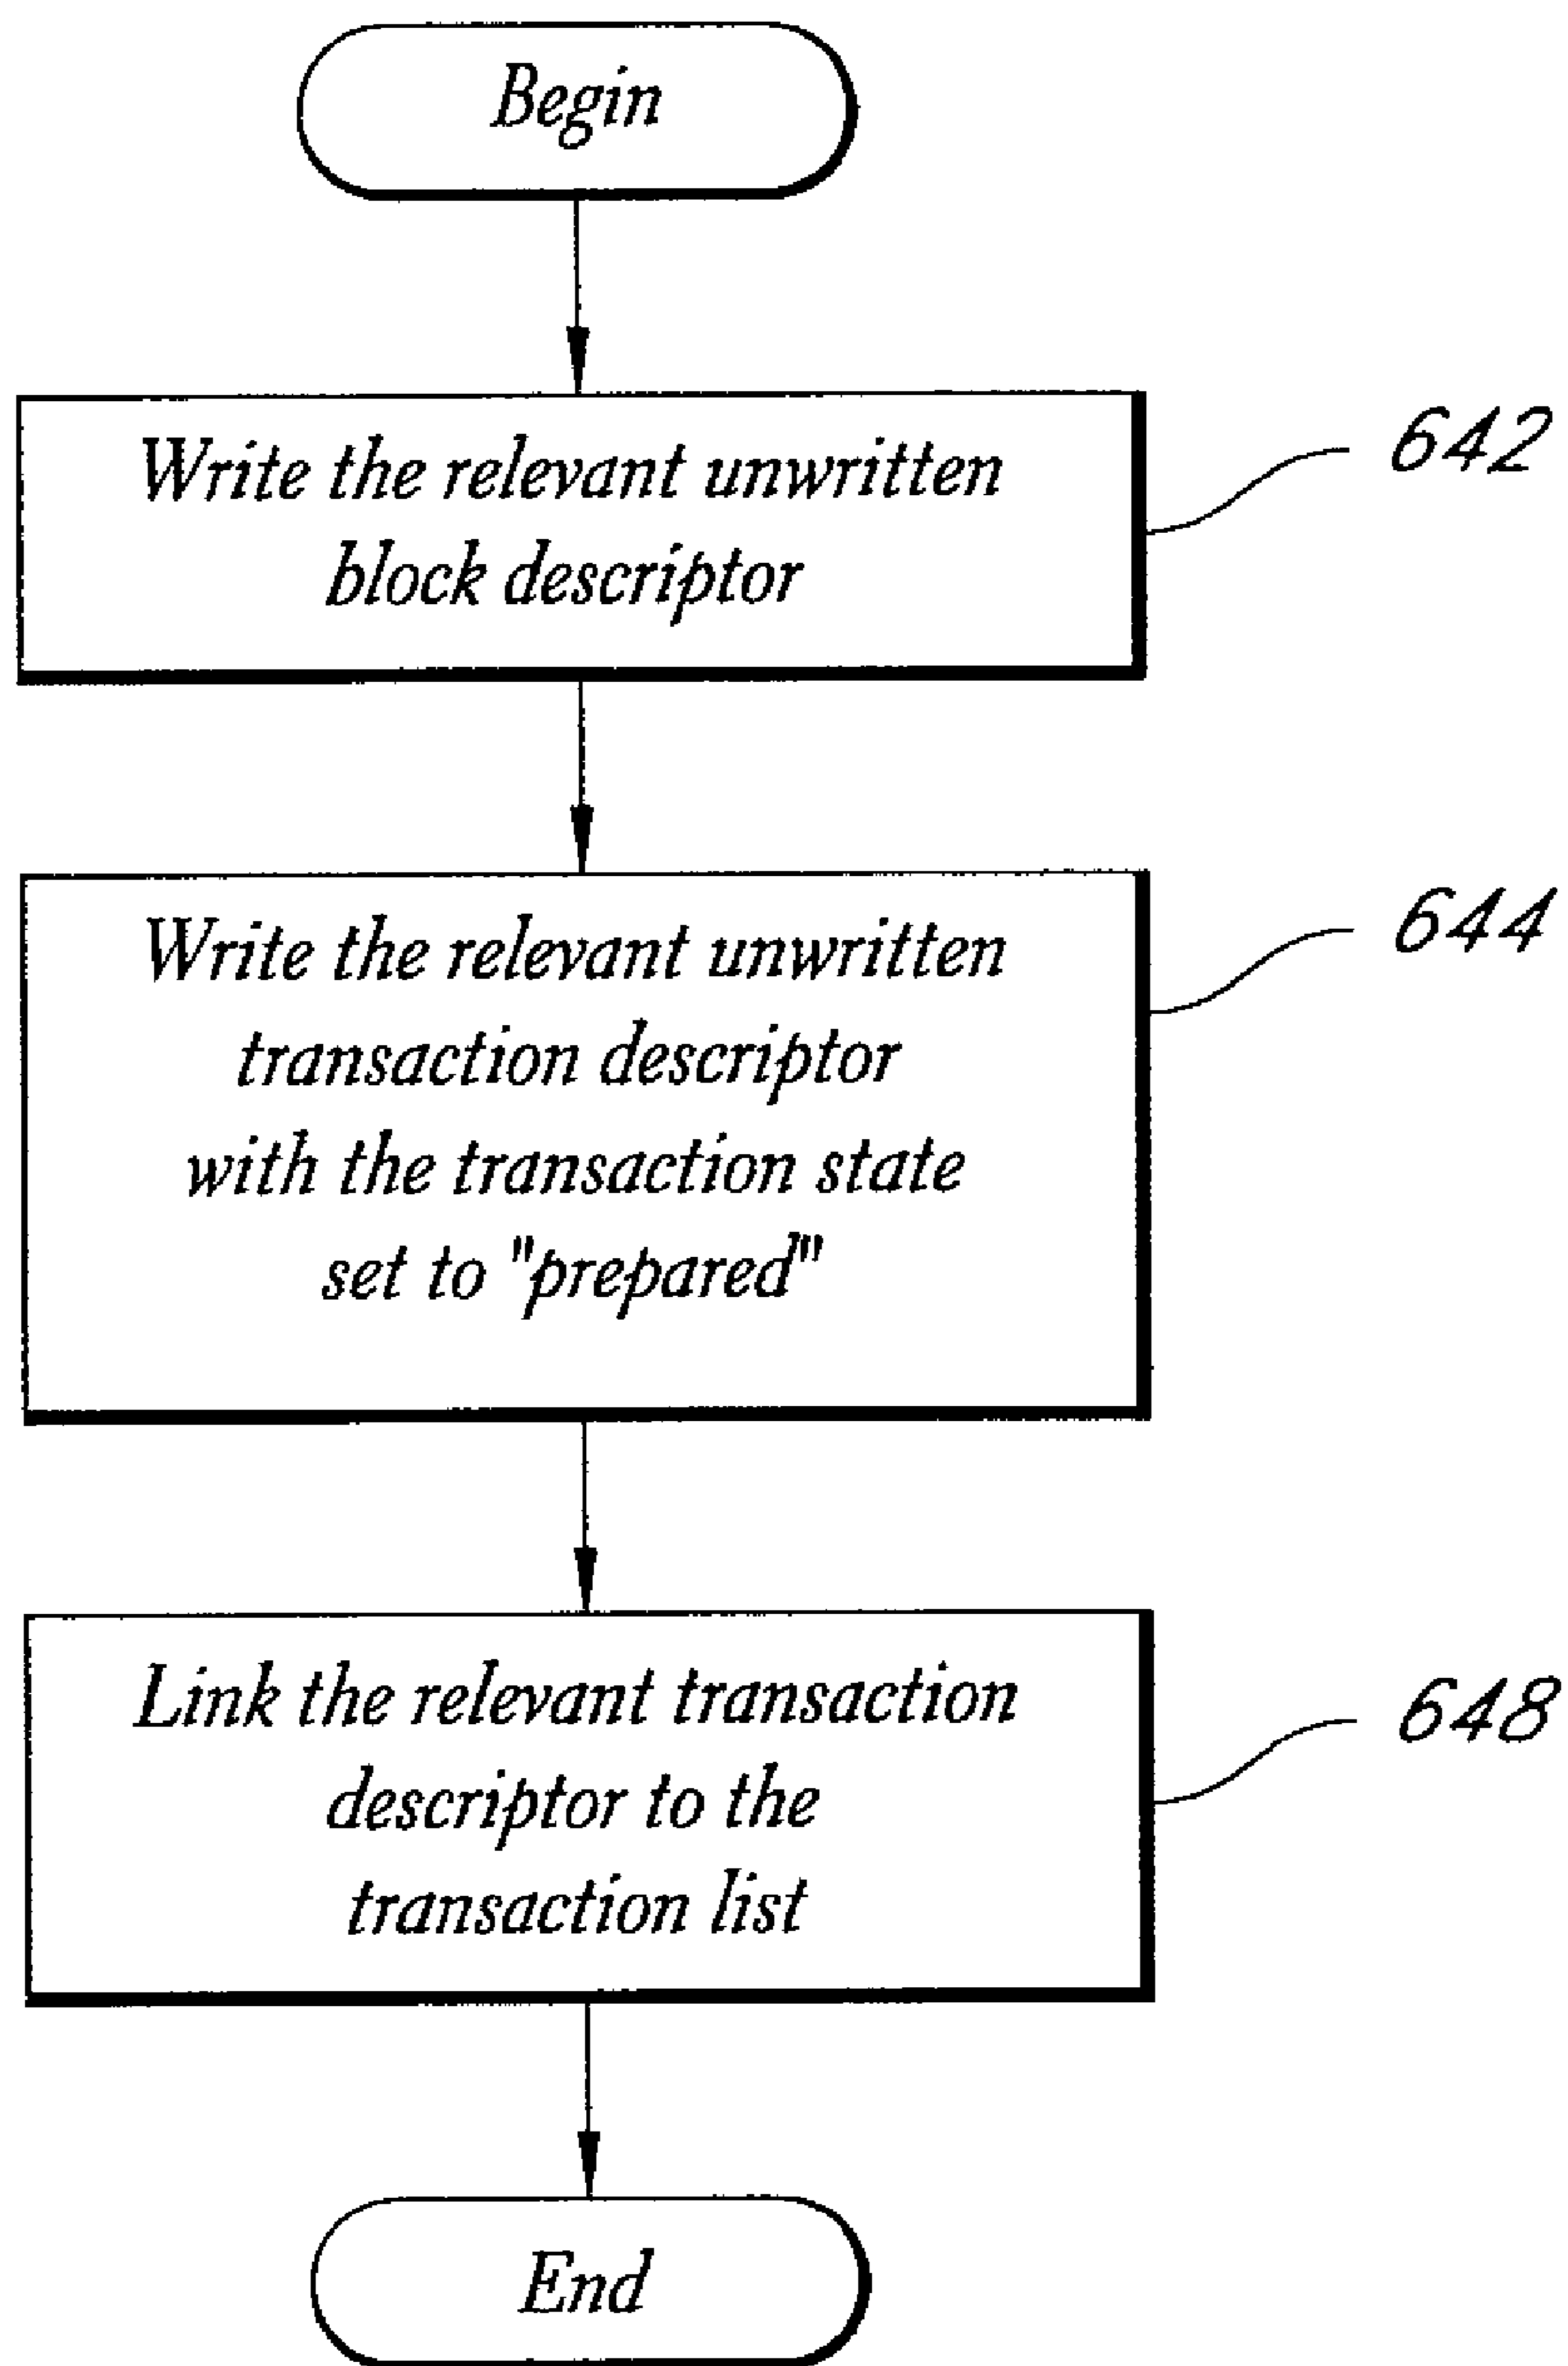 Begin
Write the relevant unwritten
block descriptor
642
Write the relevant unwritten
transaction descriptor
with the transaction state
set to "prepared"
644
Link the relevant transaction
descriptor to the
transaction list
648
End